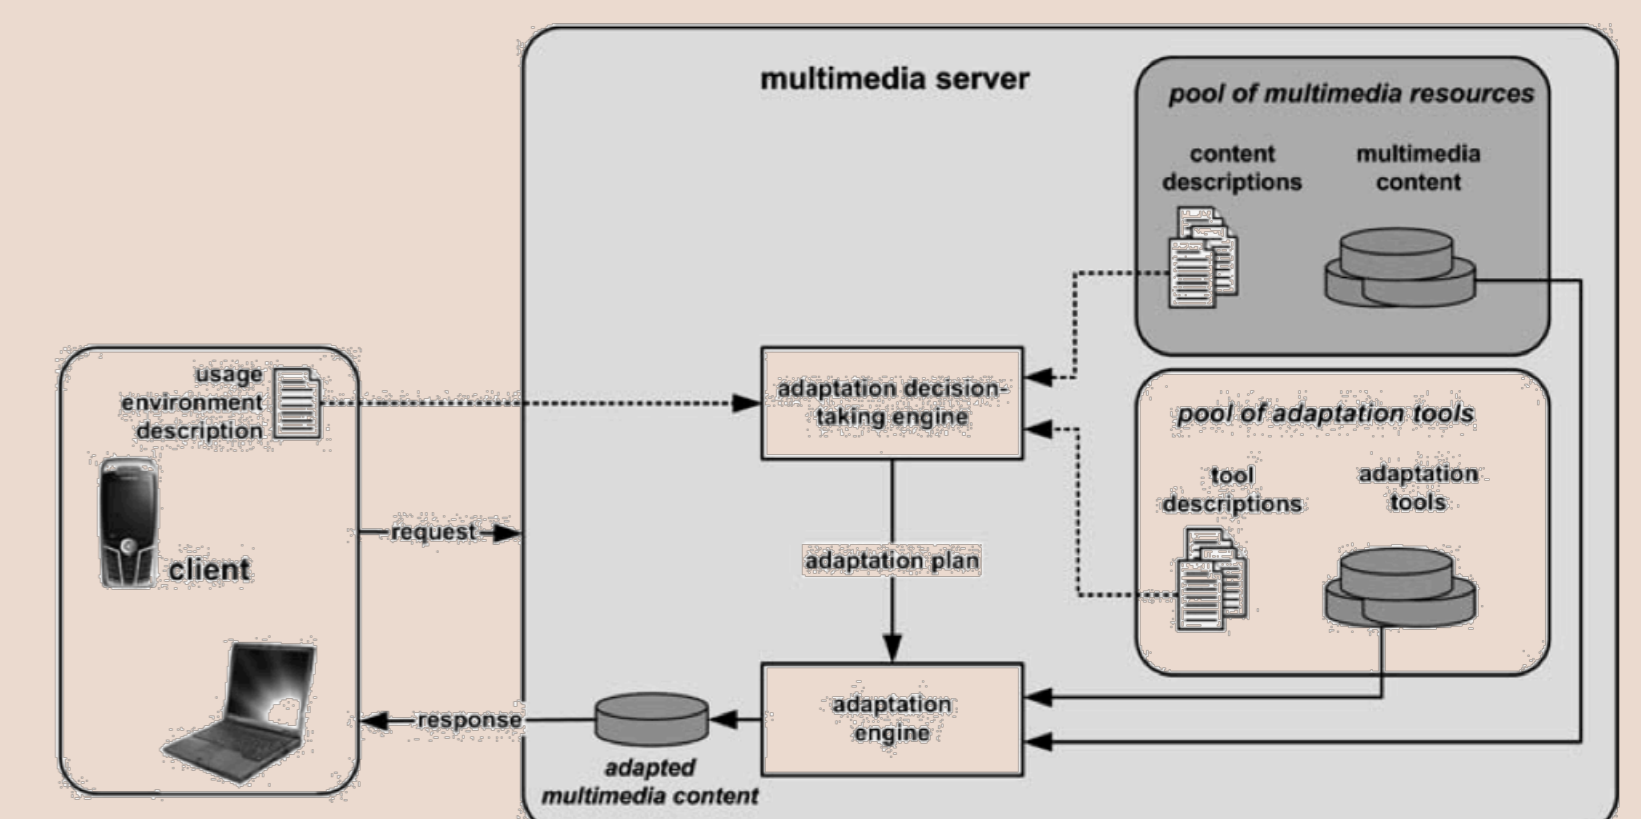 multimedia server
pool of multimedia resources
content
descriptions
multimedia
content
usage
environment
description
adaptation decision-
taking engine
pool of adaptation tools
tool
descriptions
adaptation
tools
request
client
adaptation plan
response
adaptation
engine
adapted
multimedia content